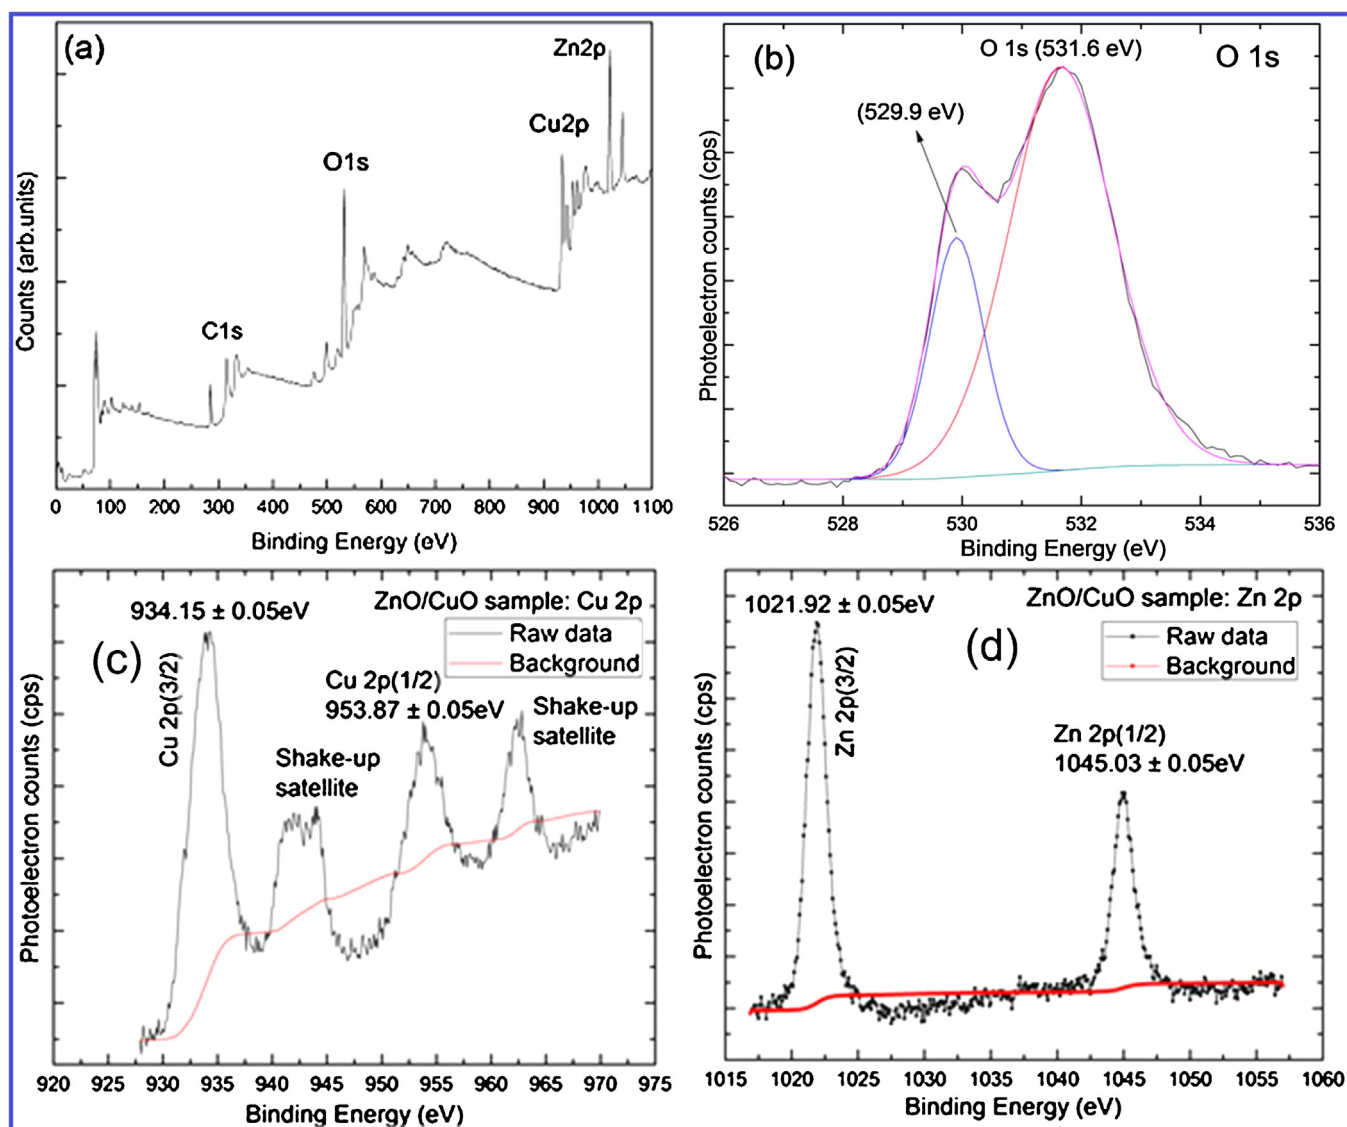 (a)
Zn2p
Cu2p
O1s
C1s
Counts (arb.units)
0 100 200 300 400 500 600 700 800 900 1000 1100
Binding Energy (eV)
(b)
O 1s (531.6 eV)
O 1s
(529.9 eV)
Photoelectron counts (cps)
526 528 530 532 534 536
Binding Energy (eV)
934.15 ± 0.05eV
ZnO/CuO sample: Cu 2p
Raw data
Background
(c)
Cu 2p(3/2)
Cu 2p(1/2)
953.87 ± 0.05eV
Shake-up
satellite
Shake-up
satellite
Photoelectron counts (cps)
920 925 930 935 940 945 950 955 960 965 970 975
Binding Energy (eV)
1021.92 ± 0.05eV
ZnO/CuO sample: Zn 2p
Raw data
Background
(d)
Zn 2p(3/2)
Zn 2p(1/2)
1045.03 ± 0.05eV
Photoelectron counts (cps)
1015 1020 1025 1030 1035 1040 1045 1050 1055 1060
Binding Energy (eV)